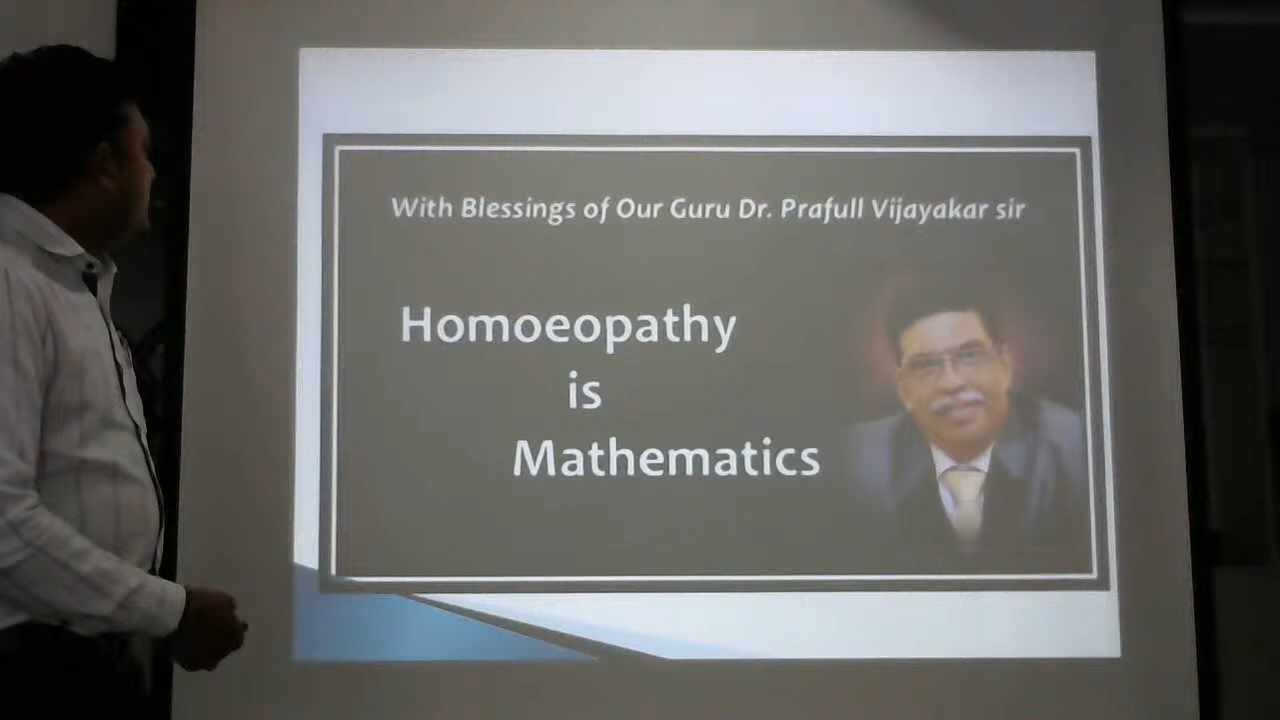 With Blessings of Our Guru Dr. Prafull Vijayakar sir
Homoeopathy
is
Mathematics